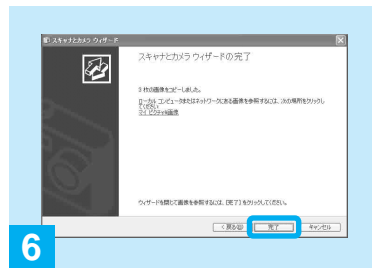 スキャナとカメラ ウィザード
スキャナとカメラ ウィザードの完了
3 枚の画像をコピーしました。
ローカル コンピュータまたはネットワークにある画像を参照するには、次の場所をクリックし
てください。
マイ ピクチャ\画像
ウィザードを閉じて画像を参照するには、[完了] をクリックしてください。
< 戻る(B)
完了
キャンセル
6